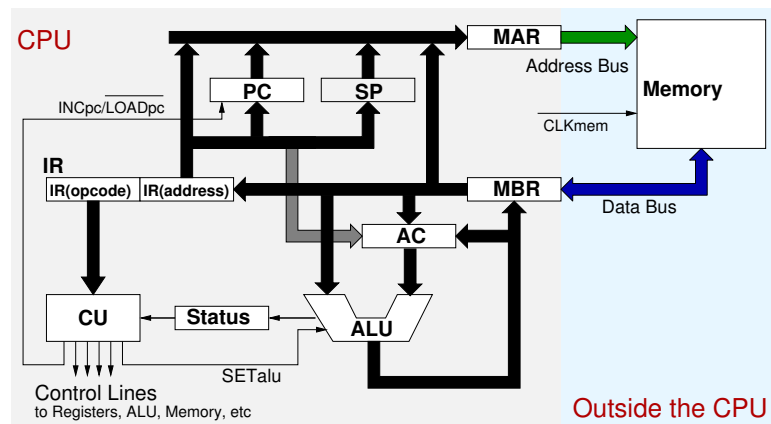 CPU
MAR
Address Bus
Memory
PC
SP
INCpc/LOADpc
CLKmem
IR
IR(opcode)
IR(address)
MBR
Data Bus
AC
CU
Status
ALU
SETalu
Control Lines
to Registers, ALU, Memory, etc
Outside the CPU